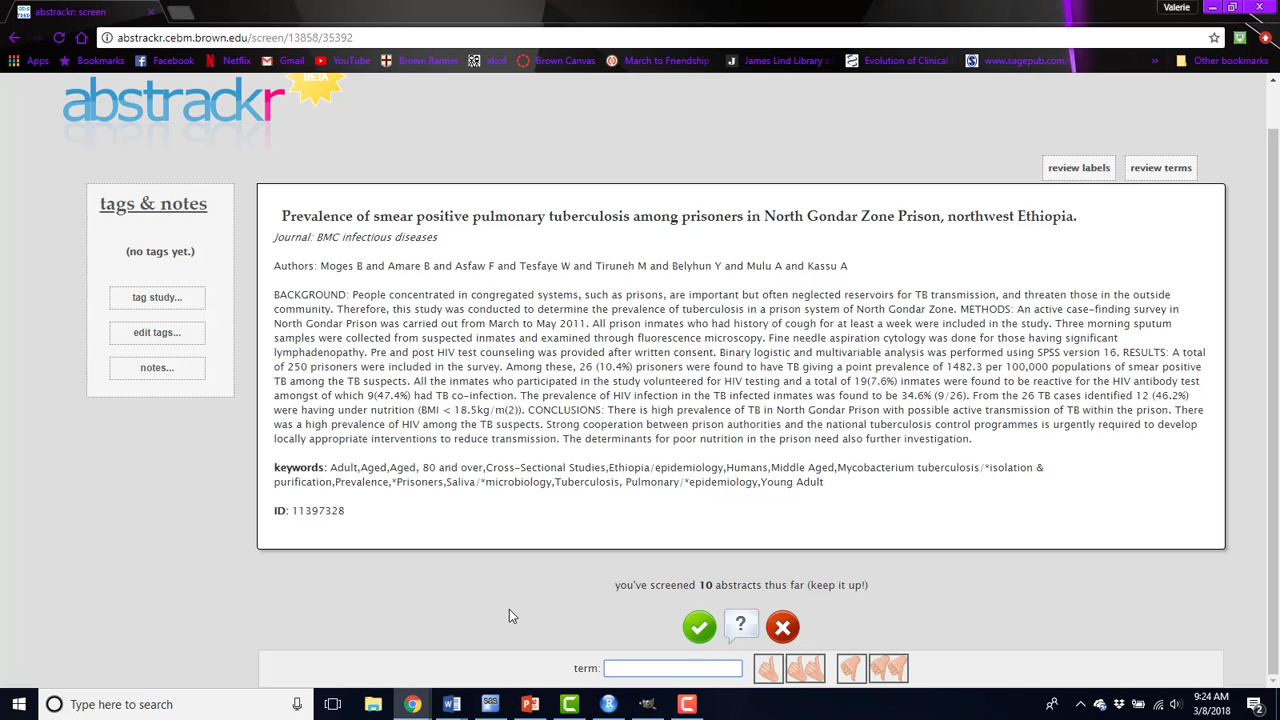 abstrackr: screen
Valerie
abstrackr.cebm.brown.edu/screen/13858/35392
Apps Bookmarks Facebook Netflix Gmail YouTube Brown Banner Brown Canvas March to Friendship James Lind Library :: Evolution of Clinical www.sagepub.com/ » Other bookmarks
BETA
abstrackr
review labels review terms
tags & notes
(no tags yet.)
tag study...
edit tags...
notes...
Prevalence of smear positive pulmonary tuberculosis among prisoners in North Gondar Zone Prison, northwest Ethiopia.
Journal: BMC infectious diseases
Authors: Moges B and Amare B and Asfaw F and Tesfaye W and Tiruneh M and Belyhun Y and Mulu A and Kassu A
BACKGROUND: People concentrated in congregated systems, such as prisons, are important but often neglected reservoirs for TB transmission, and threaten those in the outside
community. Therefore, this study was conducted to determine the prevalence of tuberculosis in a prison system of North Gondar Zone. METHODS: An active case-finding survey in
North Gondar Prison was carried out from March to May 2011. All prison inmates who had history of cough for at least a week were included in the study. Three morning sputum
samples were collected from suspected inmates and examined through fluorescence microscopy. Fine needle aspiration cytology was done for those having significant
lymphadenopathy. Pre and post HIV test counseling was provided after written consent. Binary logistic and multivariable analysis was performed using SPSS version 16. RESULTS: A total
of 250 prisoners were included in the survey. Among these, 26 (10.4%) prisoners were found to have TB giving a point prevalence of 1482.3 per 100,000 populations of smear positive
TB among the TB suspects. All the inmates who participated in the study volunteered for HIV testing and a total of 19(7.6%) inmates were found to be reactive for the HIV antibody test
amongst of which 9(47.4%) had TB co-infection. The prevalence of HIV infection in the TB infected inmates was found to be 34.6% (9/26). From the 26 TB cases identified 12 (46.2%)
were having under nutrition (BMI < 18.5kg/m(2)). CONCLUSIONS: There is high prevalence of TB in North Gondar Prison with possible active transmission of TB within the prison. There
was a high prevalence of HIV among the TB suspects. Strong cooperation between prison authorities and the national tuberculosis control programmes is urgently required to develop
locally appropriate interventions to reduce transmission. The determinants for poor nutrition in the prison need also further investigation.
keywords: Adult,Aged,Aged, 80 and over,Cross-Sectional Studies,Ethiopia/epidemiology,Humans,Middle Aged,Mycobacterium tuberculosis/*isolation &
purification,Prevalence,*Prisoners,Saliva/*microbiology,Tuberculosis, Pulmonary/*epidemiology,Young Adult
ID: 11397328
you've screened 10 abstracts thus far (keep it up!)
?
term:
Type here to search
9:24 AM
3/8/2018